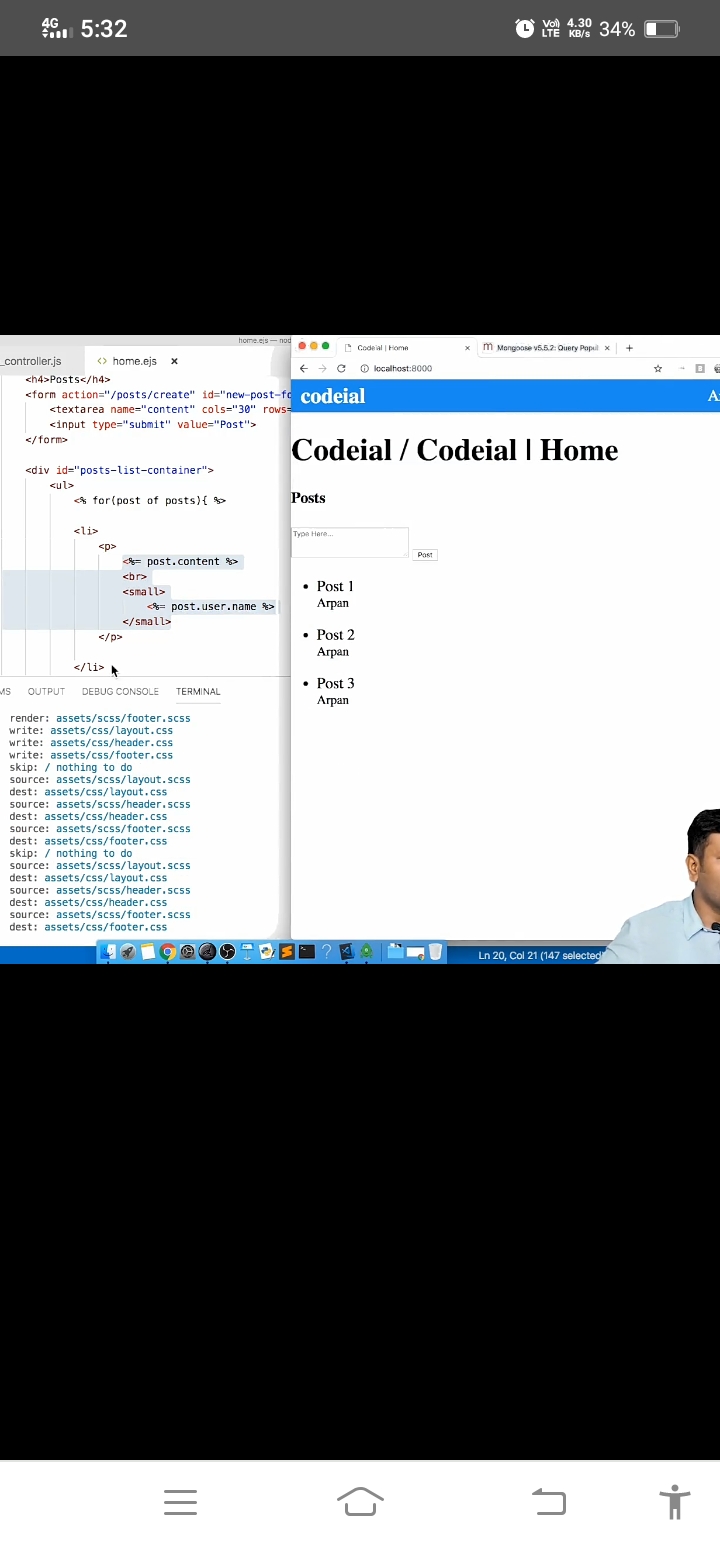 4G 5:32 Vo) LTE 4.30 KB/s 34%
home.ejs — nod
_controller.js <> home.ejs ×
<h4>Posts</h4>
<form action="/posts/create" id="new-post-fo
<textarea name="content" cols="30" rows=
<input type="submit" value="Post">
</form>
<div id="posts-list-container">
<ul>
<% for(post of posts){ %>
<li>
<p>
<%= post.content %>
<br>
<small>
<%= post.user.name %>
</small>
</p>
</li>
MS OUTPUT DEBUG CONSOLE TERMINAL
render: assets/scss/footer.scss
write: assets/css/layout.css
write: assets/css/header.css
write: assets/css/footer.css
skip: / nothing to do
source: assets/scss/layout.scss
dest: assets/css/layout.css
source: assets/scss/header.scss
dest: assets/css/header.css
source: assets/scss/footer.scss
dest: assets/css/footer.css
skip: / nothing to do
source: assets/scss/layout.scss
dest: assets/css/layout.css
source: assets/scss/header.scss
dest: assets/css/header.css
source: assets/scss/footer.scss
dest: assets/css/footer.css
Codeial | Home × m Mongoose v5.5.2: Query Popul × +
localhost:8000
codeial
Codeial / Codeial | Home
Posts
Type Here...
Post
• Post 1
Arpan
• Post 2
Arpan
• Post 3
Arpan
Ln 20, Col 21 (147 selected